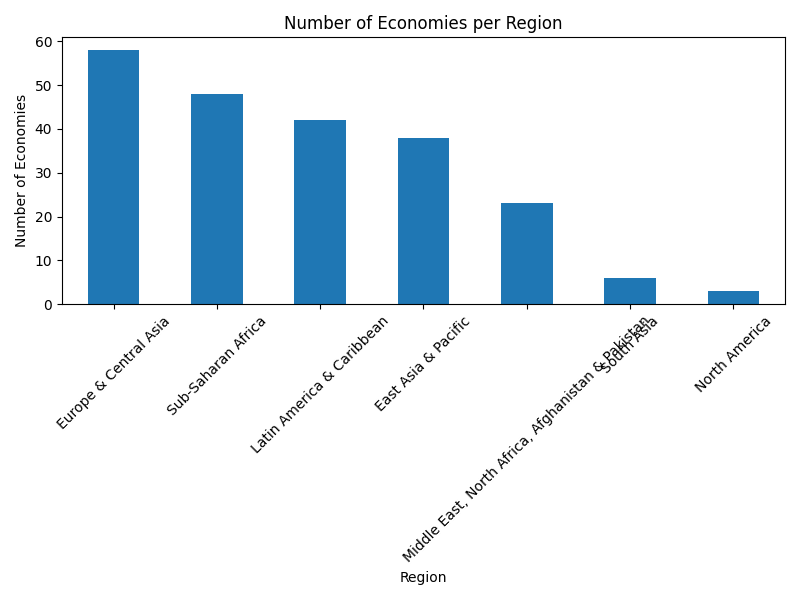 Number of Economies per Region
Number of Economies
60
50
40
30
20
10
0
Europe & Central Asia
Sub-Saharan Africa
Latin America & Caribbean
East Asia & Pacific
Middle East, North Africa, Afghanistan & Pakistan
South Asia
North America
Region